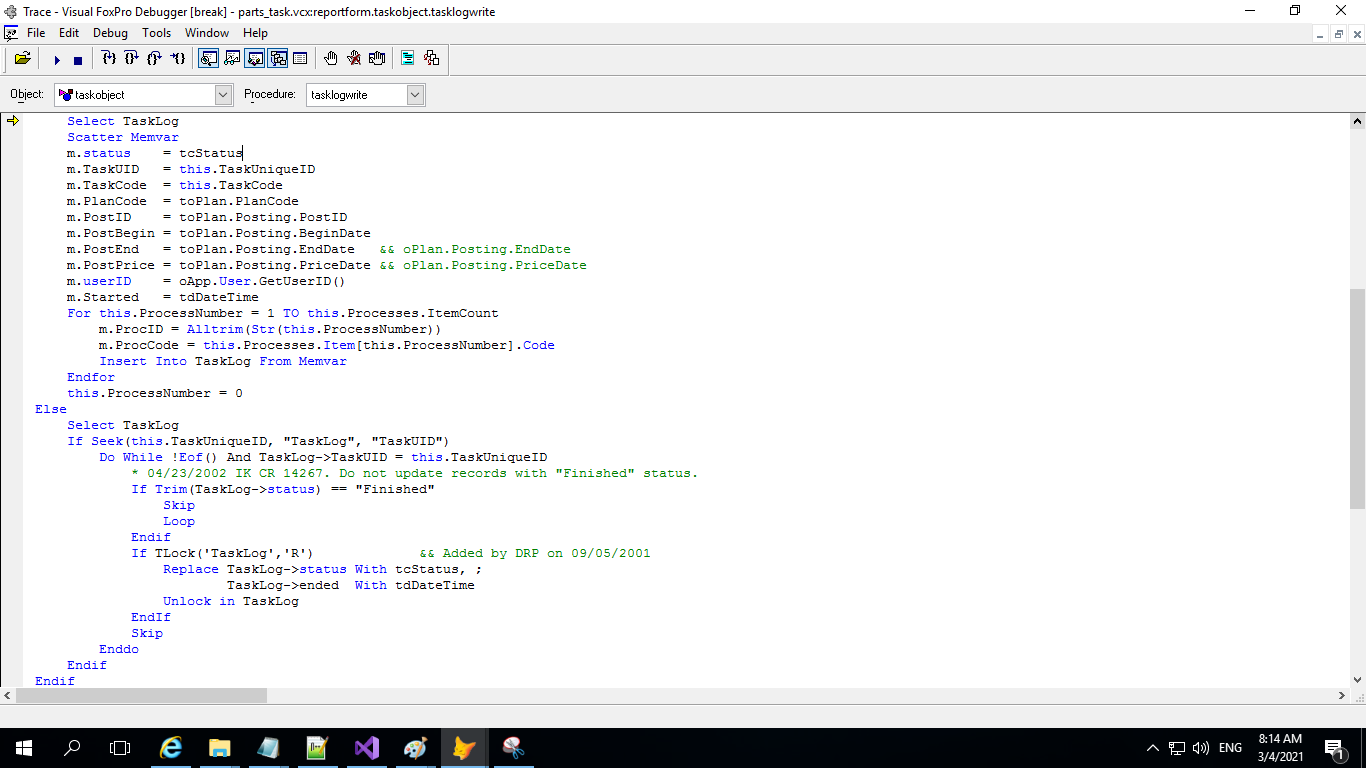 Trace - Visual FoxPro Debugger [break] - parts_task.vcx:reportform.taskobject.tasklogwrite
File Edit Debug Tools Window Help
Object: taskobject Procedure: tasklogwrite
Select TaskLog
Scatter Memvar
m.status = tcStatus
m.TaskUID = this.TaskUniqueID
m.TaskCode = this.TaskCode
m.PlanCode = toPlan.PlanCode
m.PostID = toPlan.Posting.PostID
m.PostBegin = toPlan.Posting.BeginDate
m.PostEnd = toPlan.Posting.EndDate && oPlan.Posting.EndDate
m.PostPrice = toPlan.Posting.PriceDate && oPlan.Posting.PriceDate
m.userID = oApp.User.GetUserID()
m.Started = tdDateTime
For this.ProcessNumber = 1 TO this.Processes.ItemCount
m.ProcID = Alltrim(Str(this.ProcessNumber))
m.ProcCode = this.Processes.Item[this.ProcessNumber].Code
Insert Into TaskLog From Memvar
Endfor
this.ProcessNumber = 0
Else
Select TaskLog
If Seek(this.TaskUniqueID, "TaskLog", "TaskUID")
Do While !Eof() And TaskLog->TaskUID = this.TaskUniqueID
* 04/23/2002 IK CR 14267. Do not update records with "Finished" status.
If Trim(TaskLog->status) == "Finished"
Skip
Loop
Endif
If TLock('TaskLog','R') && Added by DRP on 09/05/2001
Replace TaskLog->status With tcStatus, ;
TaskLog->ended With tdDateTime
Unlock in TaskLog
EndIf
Skip
Enddo
Endif
Endif
ENG
8:14 AM
3/4/2021
1